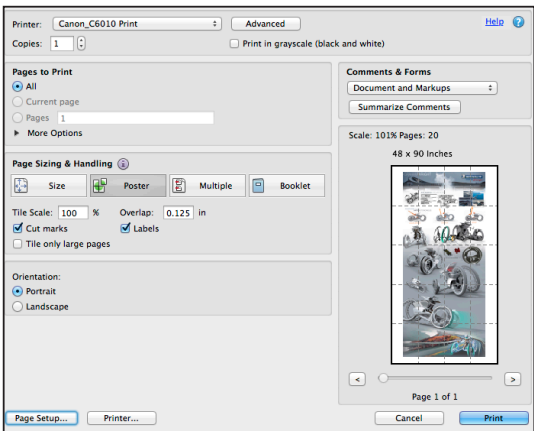 Printer: Canon_C6010 Print Advanced Help ?
Copies: 1 Print in grayscale (black and white)
Pages to Print
All
Current page
Pages 1
More Options
Page Sizing & Handling i
Size Poster Multiple Booklet
Tile Scale: 100 % Overlap: 0.125 in
Cut marks Labels
Tile only large pages
Orientation:
Portrait
Landscape
Comments & Forms
Document and Markups
Summarize Comments
Scale: 101% Pages: 20
48 x 90 Inches
< >
Page 1 of 1
Page Setup... Printer... Cancel Print